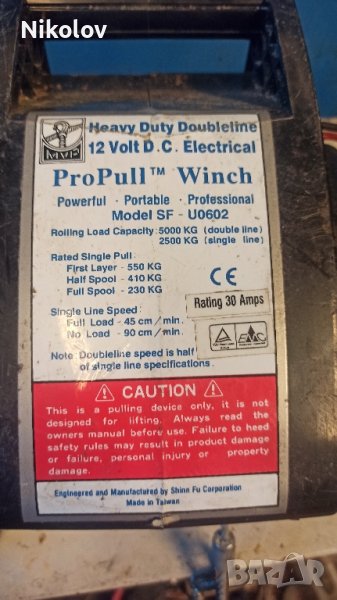 Nikolov
MVP
Heavy Duty Doubleline
12 Volt D.C. Electrical
ProPull™ Winch
Powerful · Portable · Professional
Model SF - U0602
Rolling Load Capacity: 5000 KG (double line)
2500 KG (single line)
Rated Single Pull:
First Layer - 550 KG
Half Spool - 410 KG
Full Spool - 230 KG
CE
Rating 30 Amps
Single Line Speed:
Full Load - 45 cm/min.
No Load - 90 cm/min.
EMC
Note: Doubleline speed is half
of single line specifications.
⚠ CAUTION ⚠
This is a pulling device only, it is not
designed for lifting. Always read the
owners manual before use. Failure to heed
safety rules may result in product damage
or failure, personal injury or property
damage.
Engineered and Manufactured by Shinn Fu Corporation
Made in Taiwan
BAZAR